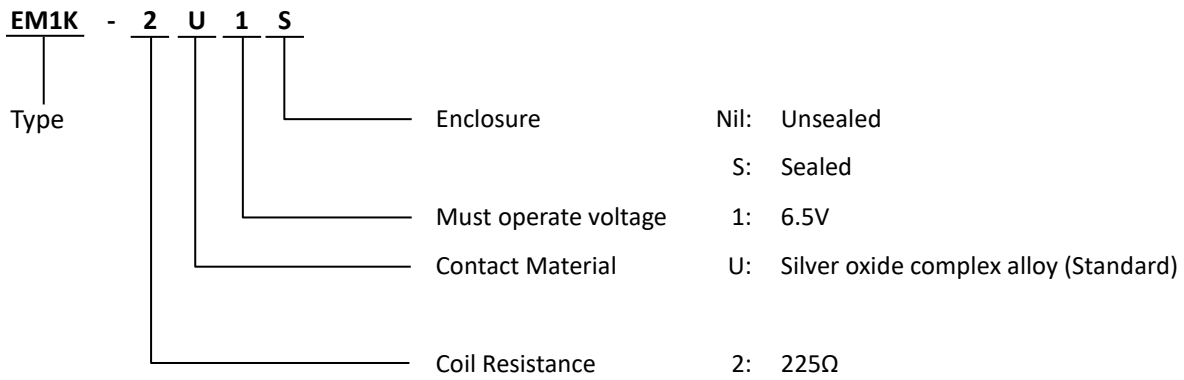 EM1K - 2 U 1 S
Type
Enclosure Nil: Unsealed
S: Sealed
Must operate voltage 1: 6.5V
Contact Material U: Silver oxide complex alloy (Standard)
Coil Resistance 2: 225Ω